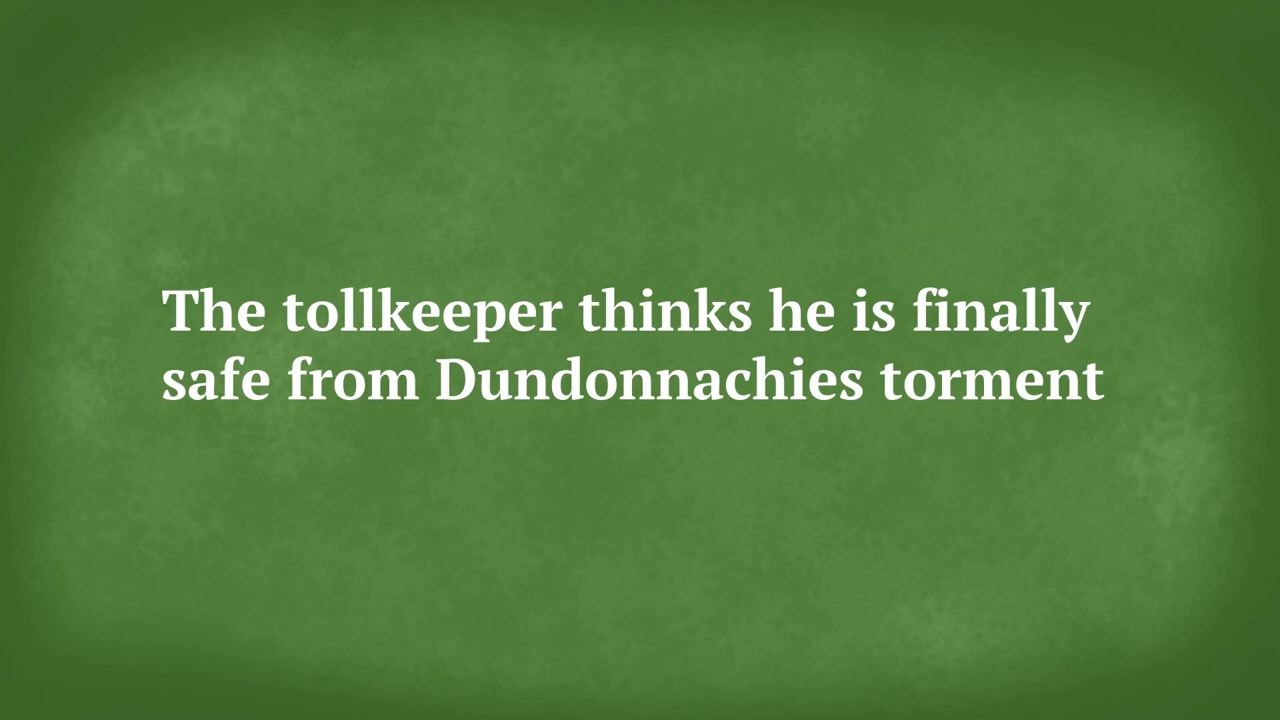 The tollkeeper thinks he is finally
safe from Dundonnachies torment